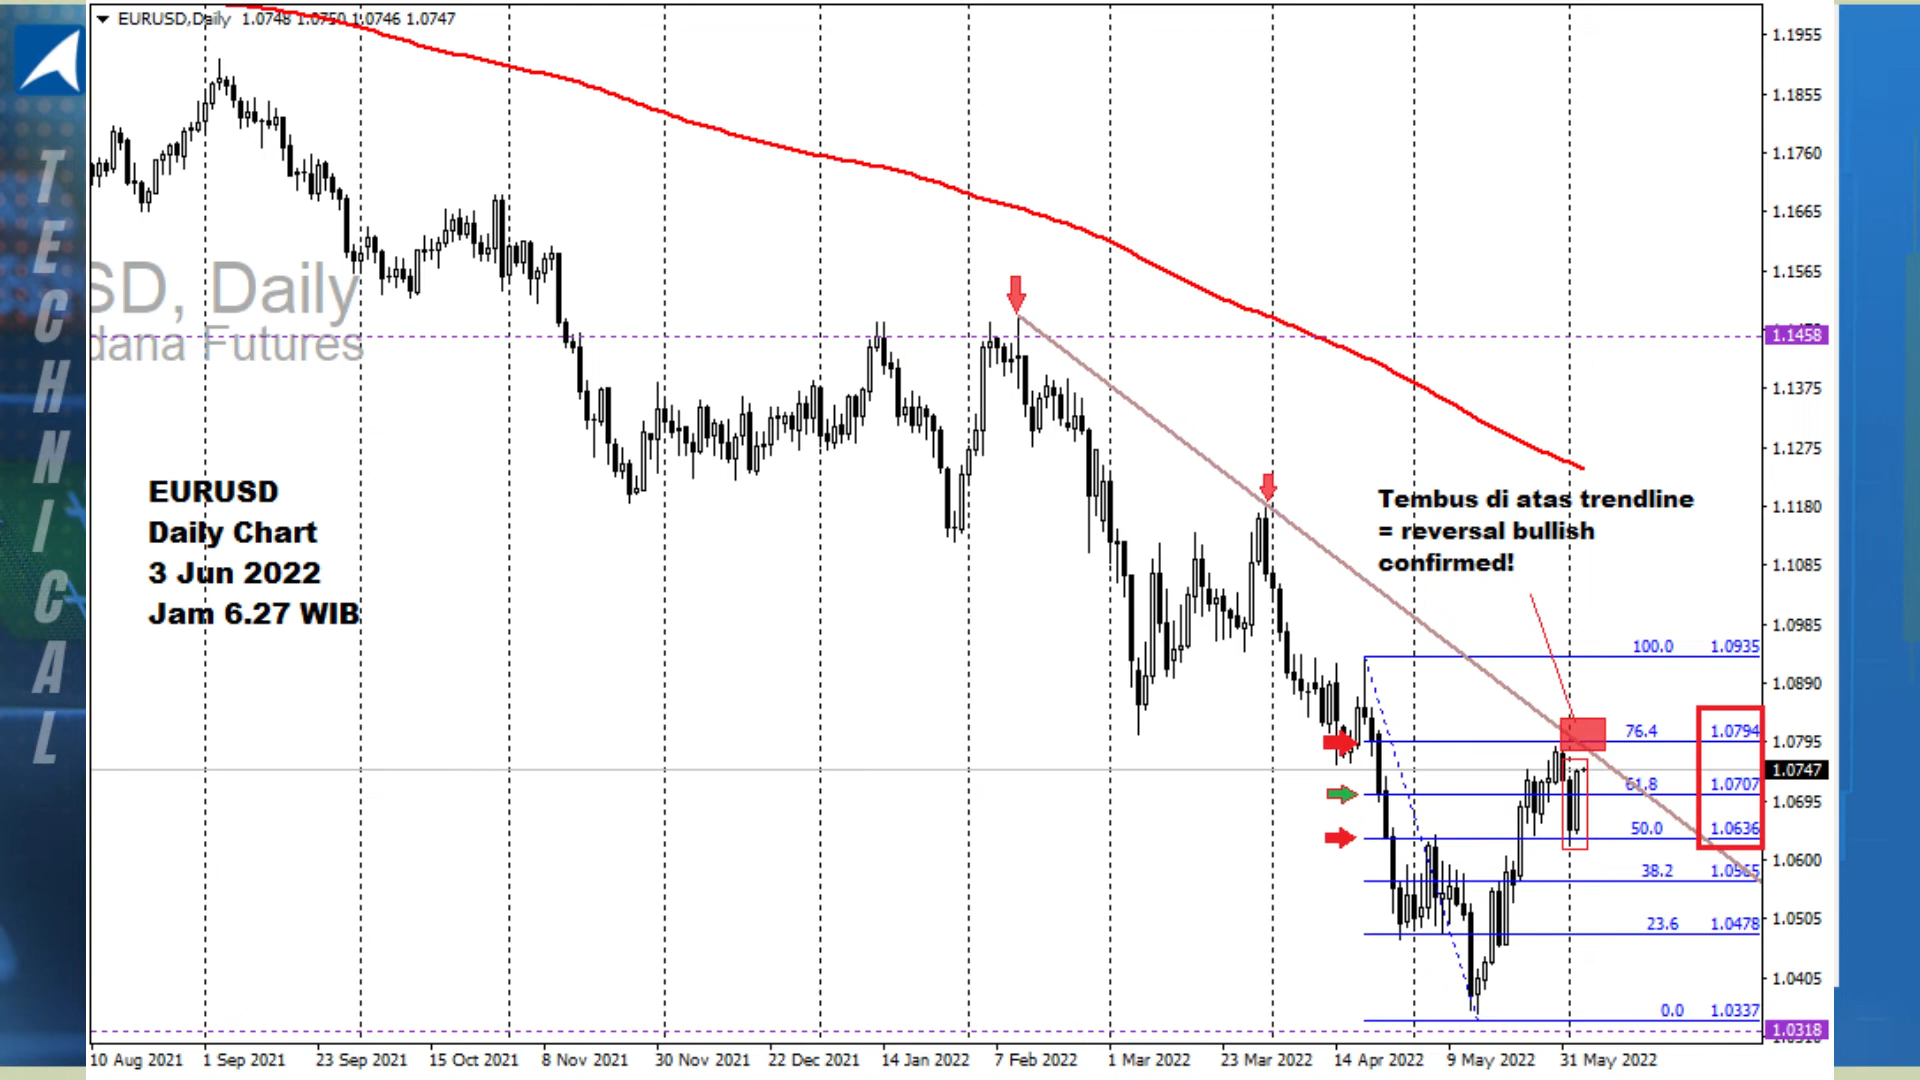 EURUSD,Daily 1.0748 1.0750 1.0746 1.0747
TECHNICAL
SD, Daily
dana Futures
EURUSD
Daily Chart
3 Jun 2022
Jam 6.27 WIB
Tembus di atas trendline
= reversal bullish
confirmed!
100.0 1.0935
76.4 1.0794
61.8 1.0707
50.0 1.0636
38.2 1.0565
23.6 1.0478
0.0 1.0337
1.1955
1.1855
1.1760
1.1665
1.1565
1.1458
1.1375
1.1275
1.1180
1.1085
1.0985
1.0890
1.0795
1.0747
1.0695
1.0600
1.0505
1.0405
1.0318
10 Aug 2021 1 Sep 2021 23 Sep 2021 15 Oct 2021 8 Nov 2021 30 Nov 2021 22 Dec 2021 14 Jan 2022 7 Feb 2022 1 Mar 2022 23 Mar 2022 14 Apr 2022 9 May 2022 31 May 2022